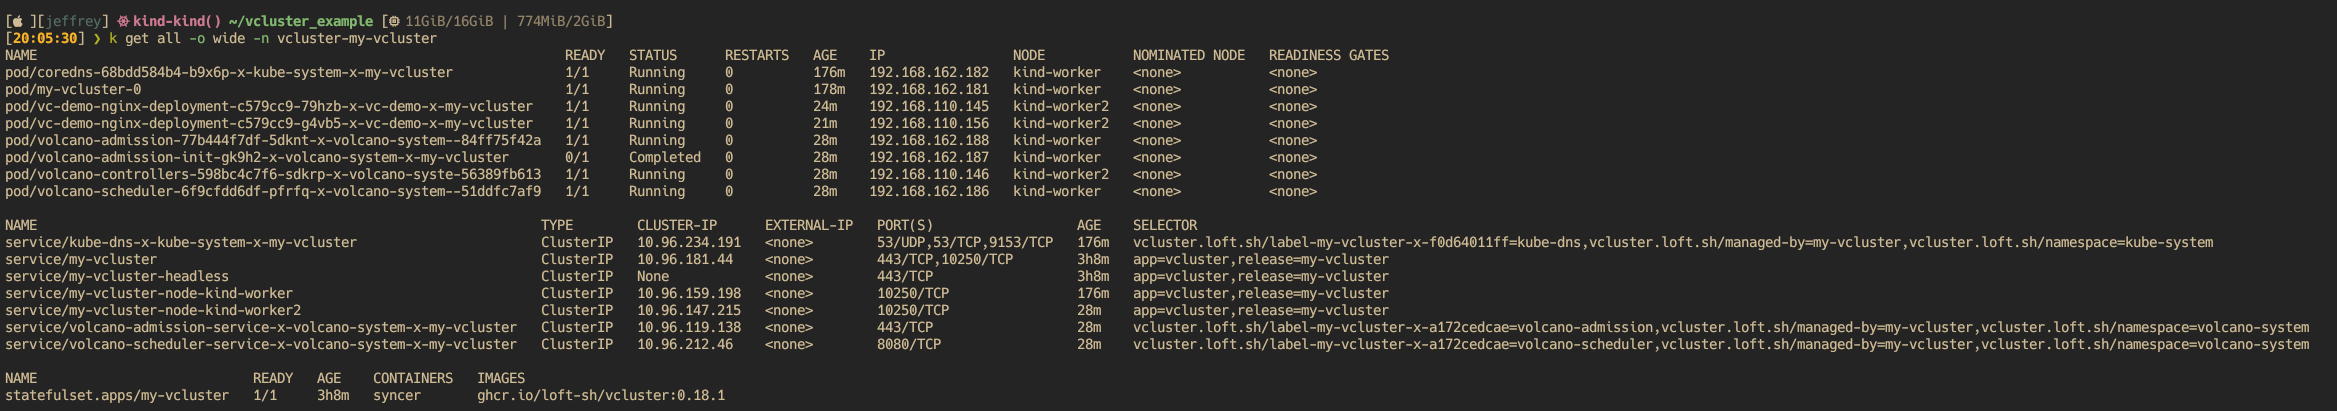 [ ][jeffrey] ⎈ kind-kind() ~/vcluster_example [ 11GiB/16GiB | 774MiB/2GiB]
[20:05:30] ❯ k get all -o wide -n vcluster-my-vcluster
NAME READY STATUS RESTARTS AGE IP NODE NOMINATED NODE READINESS GATES
pod/coredns-68bdd584b4-b9x6p-x-kube-system-x-my-vcluster 1/1 Running 0 176m 192.168.162.182 kind-worker <none> <none>
pod/my-vcluster-0 1/1 Running 0 178m 192.168.162.181 kind-worker <none> <none>
pod/vc-demo-nginx-deployment-c579cc9-79hzb-x-vc-demo-x-my-vcluster 1/1 Running 0 24m 192.168.110.145 kind-worker2 <none> <none>
pod/vc-demo-nginx-deployment-c579cc9-g4vb5-x-vc-demo-x-my-vcluster 1/1 Running 0 21m 192.168.110.156 kind-worker2 <none> <none>
pod/volcano-admission-77b444f7df-5dknt-x-volcano-system--84ff75f42a 1/1 Running 0 28m 192.168.162.188 kind-worker <none> <none>
pod/volcano-admission-init-gk9h2-x-volcano-system-x-my-vcluster 0/1 Completed 0 28m 192.168.162.187 kind-worker <none> <none>
pod/volcano-controllers-598bc4c7f6-sdkrp-x-volcano-syste-56389fb613 1/1 Running 0 28m 192.168.110.146 kind-worker2 <none> <none>
pod/volcano-scheduler-6f9cfdd6df-pfrfq-x-volcano-system--51ddfc7af9 1/1 Running 0 28m 192.168.162.186 kind-worker <none> <none>
NAME TYPE CLUSTER-IP EXTERNAL-IP PORT(S) AGE SELECTOR
service/kube-dns-x-kube-system-x-my-vcluster ClusterIP 10.96.234.191 <none> 53/UDP,53/TCP,9153/TCP 176m vcluster.loft.sh/label-my-vcluster-x-f0d64011ff=kube-dns,vcluster.loft.sh/managed-by=my-vcluster,vcluster.loft.sh/namespace=kube-system
service/my-vcluster ClusterIP 10.96.181.44 <none> 443/TCP,10250/TCP 3h8m app=vcluster,release=my-vcluster
service/my-vcluster-headless ClusterIP None <none> 443/TCP 3h8m app=vcluster,release=my-vcluster
service/my-vcluster-node-kind-worker ClusterIP 10.96.159.198 <none> 10250/TCP 176m app=vcluster,release=my-vcluster
service/my-vcluster-node-kind-worker2 ClusterIP 10.96.147.215 <none> 10250/TCP 28m app=vcluster,release=my-vcluster
service/volcano-admission-service-x-volcano-system-x-my-vcluster ClusterIP 10.96.119.138 <none> 443/TCP 28m vcluster.loft.sh/label-my-vcluster-x-a172cedcae=volcano-admission,vcluster.loft.sh/managed-by=my-vcluster,vcluster.loft.sh/namespace=volcano-system
service/volcano-scheduler-service-x-volcano-system-x-my-vcluster ClusterIP 10.96.212.46 <none> 8080/TCP 28m vcluster.loft.sh/label-my-vcluster-x-a172cedcae=volcano-scheduler,vcluster.loft.sh/managed-by=my-vcluster,vcluster.loft.sh/namespace=volcano-system
NAME READY AGE CONTAINERS IMAGES
statefulset.apps/my-vcluster 1/1 3h8m syncer ghcr.io/loft-sh/vcluster:0.18.1